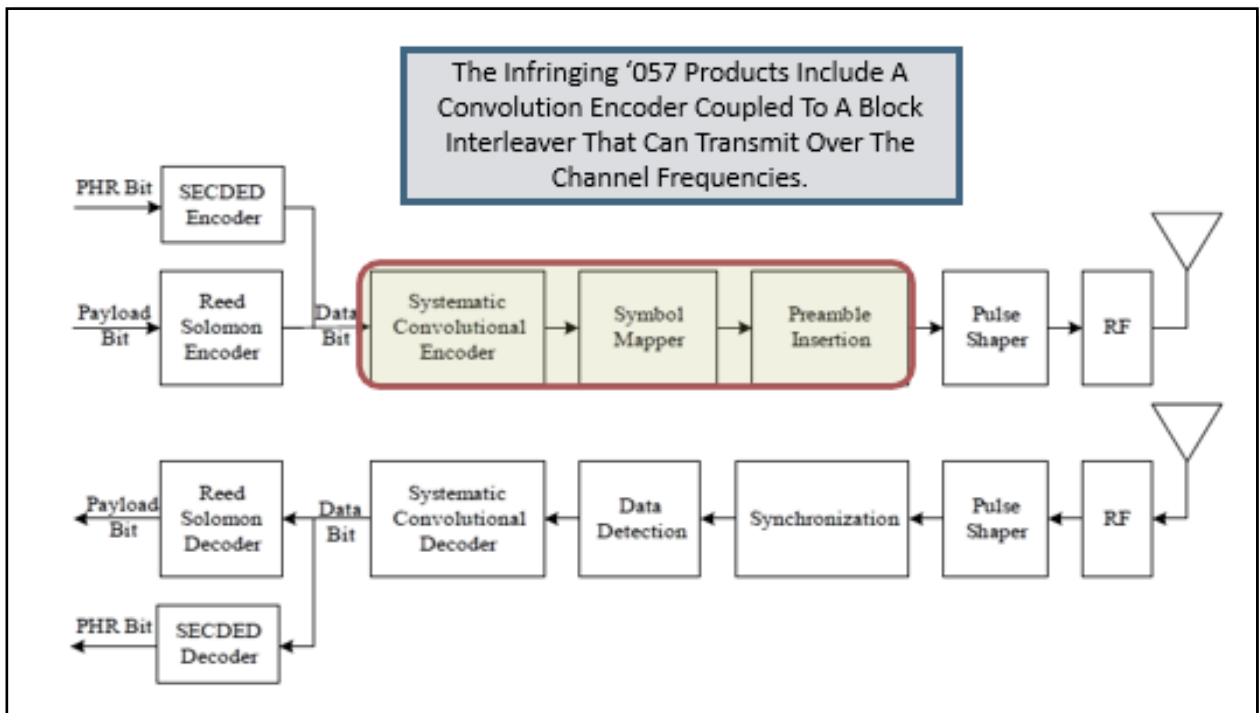 The Infringing ‘057 Products Include A
Convolution Encoder Coupled To A Block
Interleaver That Can Transmit Over The
Channel Frequencies.
PHR Bit
SECDED
Encoder
Payload
Bit
Reed
Solomon
Encoder
Data
Bit
Systematic
Convolutional
Encoder
Symbol
Mapper
Preamble
Insertion
Pulse
Shaper
RF
Payload
Bit
Reed
Solomon
Decoder
Data
Bit
Systematic
Convolutional
Decoder
Data
Detection
Synchronization
Pulse
Shaper
RF
PHR Bit
SECDED
Decoder